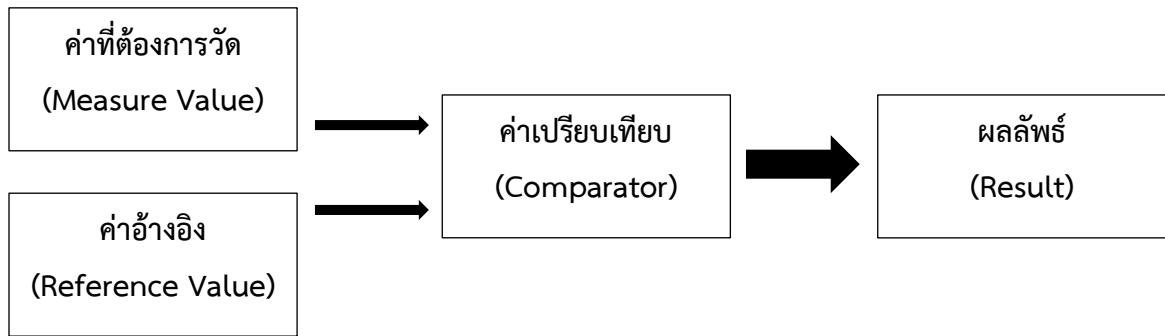 ค่าที่ต้องการวัด
(Measure Value)
ค่าอ้างอิง
(Reference Value)
ค่าเปรียบเทียบ
(Comparator)
ผลลัพธ์
(Result)